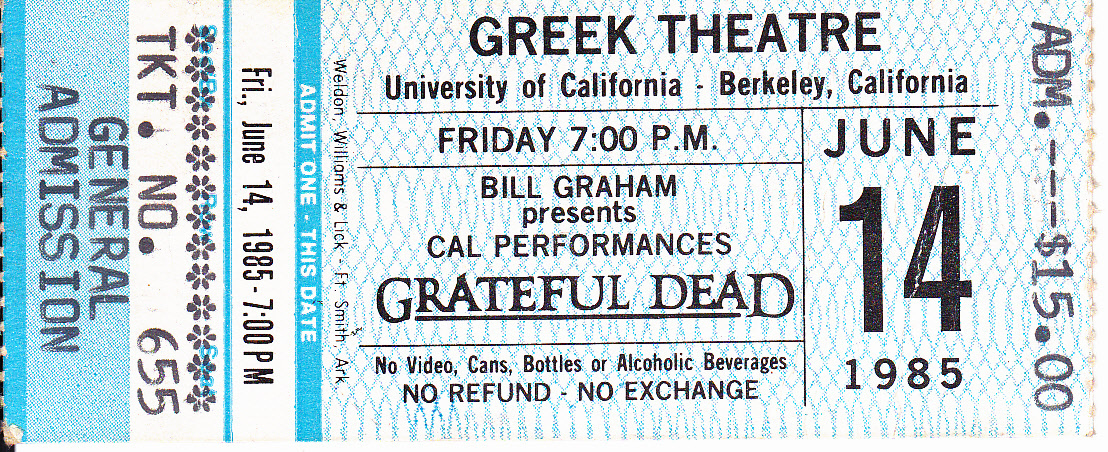 GENERAL
ADMISSION
TKT. NO. 655
Fri., June 14, 1985 - 7:00 PM
ADMIT ONE - THIS DATE
Weldon, Williams & Lick - Ft. Smith, Ark.
GREEK THEATRE
University of California - Berkeley, California
FRIDAY 7:00 P.M.
BILL GRAHAM
presents
CAL PERFORMANCES
GRATEFUL DEAD
No Video, Cans, Bottles or Alcoholic Beverages
NO REFUND - NO EXCHANGE
JUNE
14
1985
ADM.---$15.00